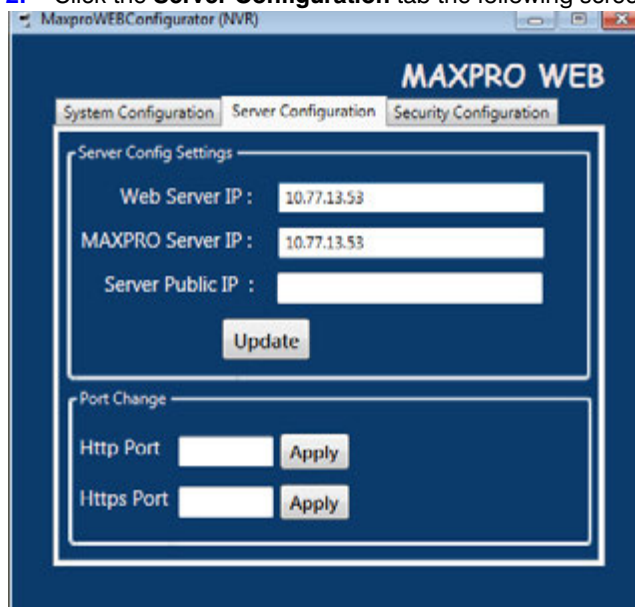 2. Click the Server Configuration tab the following scree
MaxproWEBConfigurator (NVR)
MAXPRO WEB
System Configuration Server Configuration Security Configuration
Server Config Settings
Web Server IP : 10.77.13.53
MAXPRO Server IP : 10.77.13.53
Server Public IP :
Update
Port Change
Http Port Apply
Https Port Apply